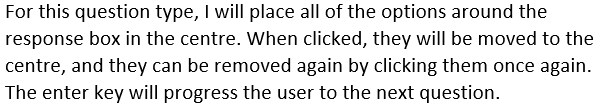 For this question type, I will place all of the options around the
response box in the centre. When clicked, they will be moved to the
centre, and they can be removed again by clicking them once again.
The enter key will progress the user to the next question.